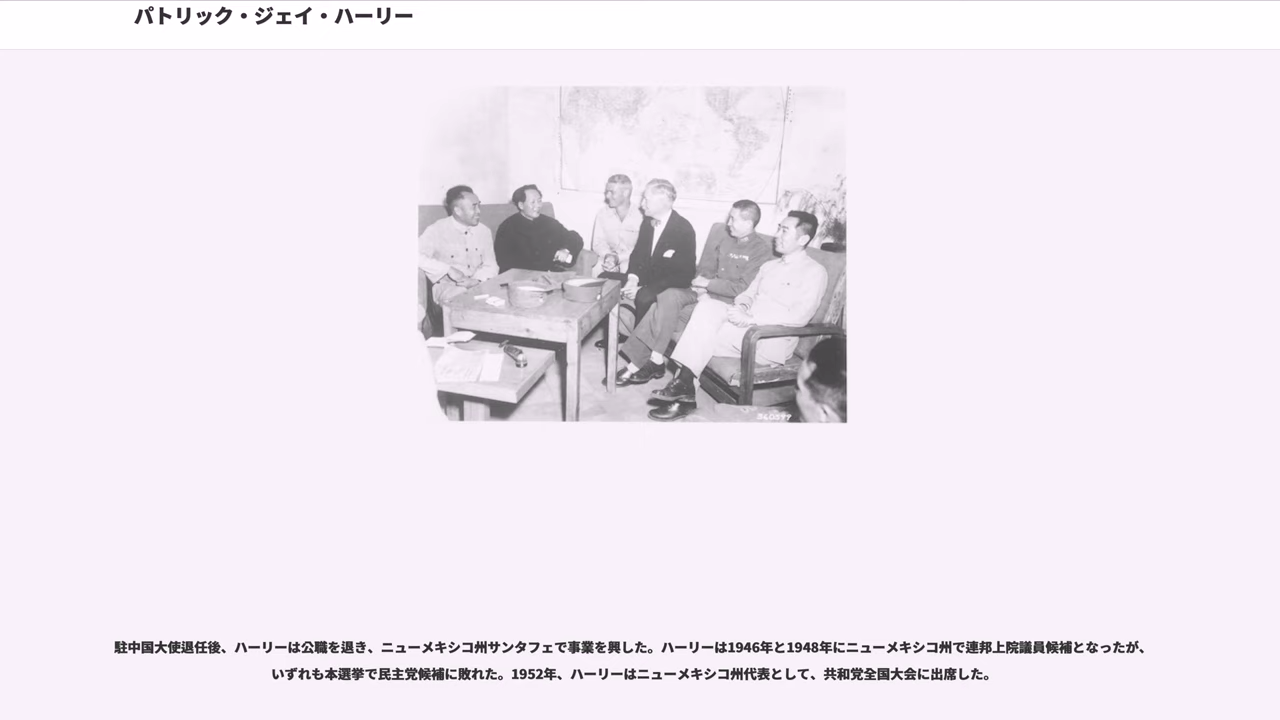 パトリック・ジェイ・ハーリー
駐中国大使退任後、ハーリーは公職を退き、ニューメキシコ州サンタフェで事業を興した。ハーリーは1946年と1948年にニューメキシコ州で連邦上院議員候補となったが、
いずれも本選挙で民主党候補に敗れた。1952年、ハーリーはニューメキシコ州代表として、共和党全国大会に出席した。